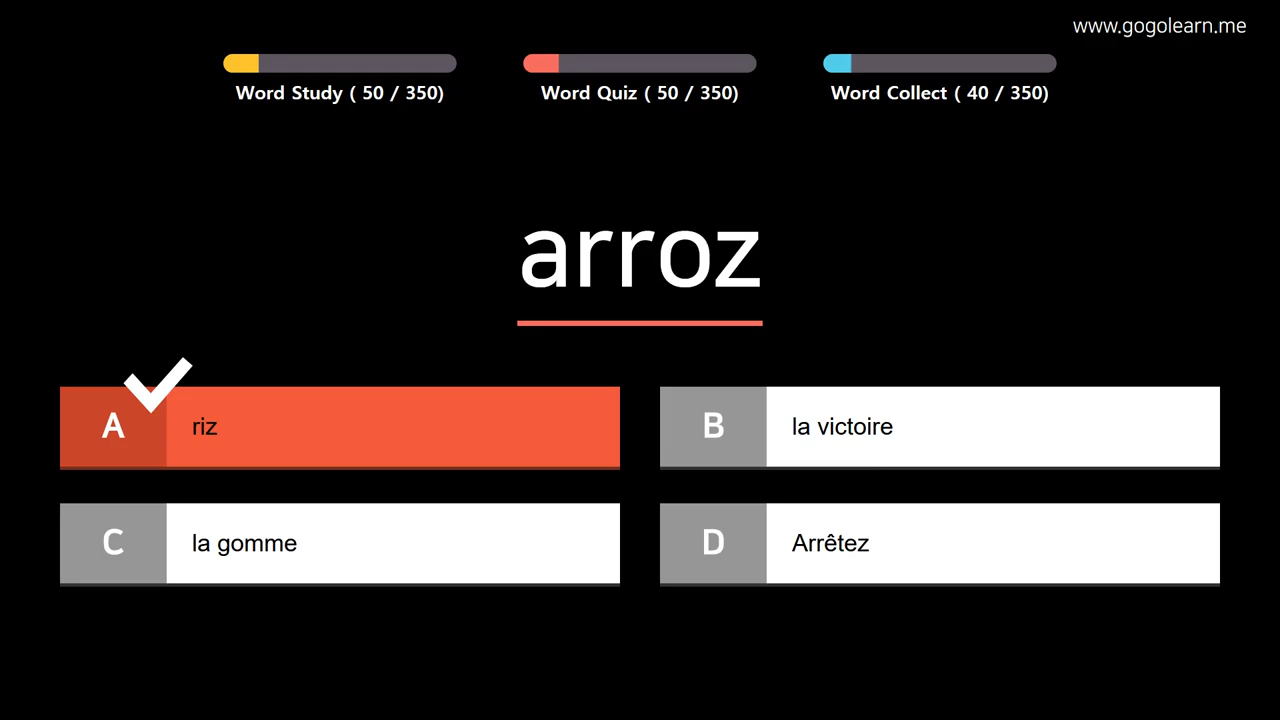 www.gogolearn.me
Word Study ( 50 / 350)
Word Quiz ( 50 / 350)
Word Collect ( 40 / 350)
arroz
A
riz
B
la victoire
C
la gomme
D
Arrêtez